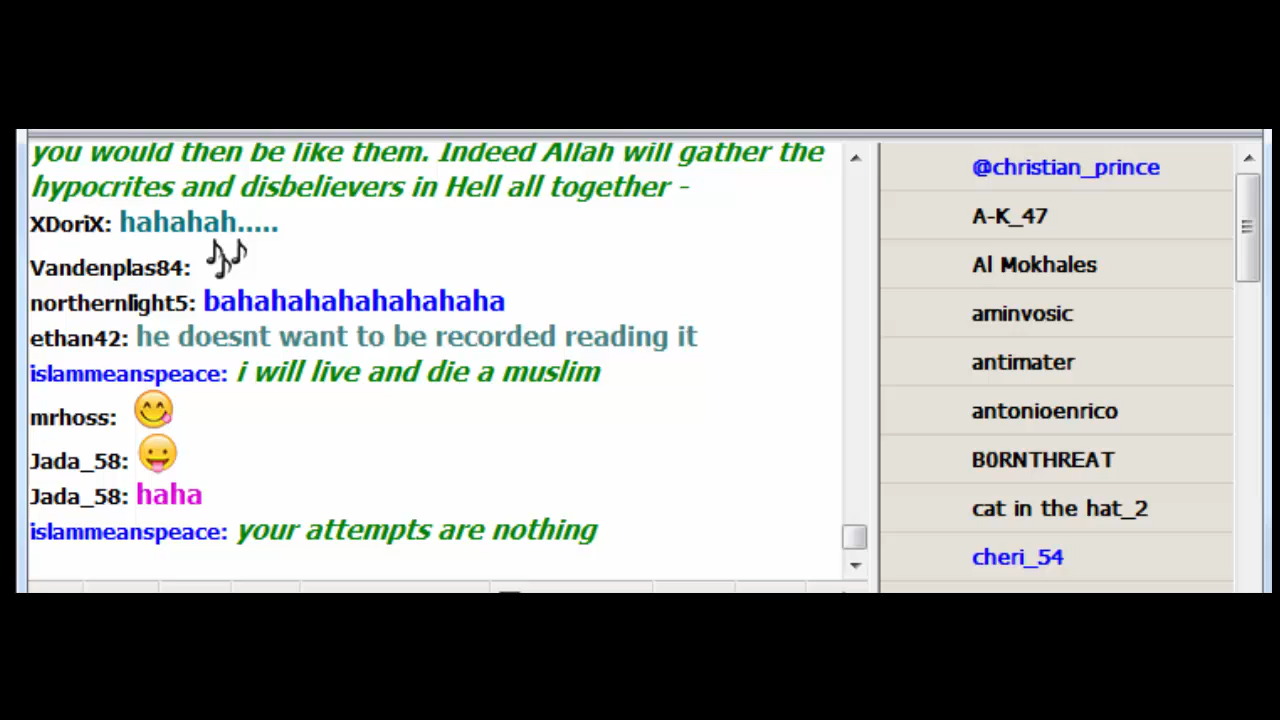 you would then be like them. Indeed Allah will gather the
hypocrites and disbelievers in Hell all together -
XDoriX: hahahah.....
Vandenplas84:
northernlight5: bahahahahahahahaha
ethan42: he doesnt want to be recorded reading it
islammeanspeace: i will live and die a muslim
mrhoss:
Jada_58:
Jada_58: haha
islammeanspeace: your attempts are nothing
@christian_prince
A-K_47
Al Mokhales
aminvosic
antimater
antonioenrico
B0RNTHREAT
cat in the hat_2
cheri_54